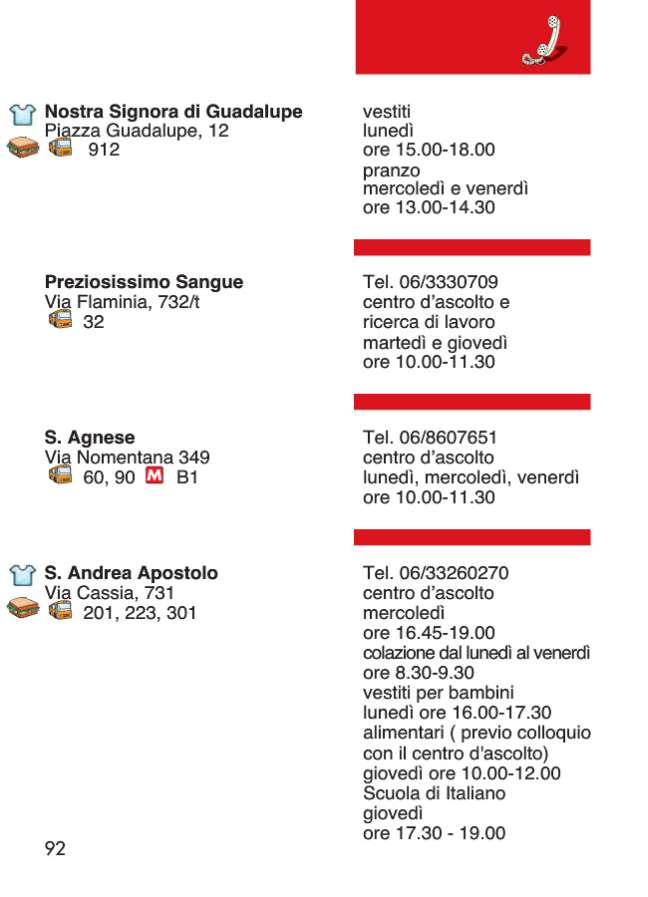 Nostra Signora di Guadalupe
Piazza Guadalupe, 12
912
vestiti
lunedì
ore 15.00-18.00
pranzo
mercoledì e venerdì
ore 13.00-14.30
Preziosissimo Sangue
Via Flaminia, 732/t
32
Tel. 06/3330709
centro d’ascolto e
ricerca di lavoro
martedì e giovedì
ore 10.00-11.30
S. Agnese
Via Nomentana 349
60, 90 M B1
Tel. 06/8607651
centro d’ascolto
lunedì, mercoledì, venerdì
ore 10.00-11.30
S. Andrea Apostolo
Via Cassia, 731
201, 223, 301
Tel. 06/33260270
centro d’ascolto
mercoledì
ore 16.45-19.00
colazione dal lunedì al venerdì
ore 8.30-9.30
vestiti per bambini
lunedì ore 16.00-17.30
alimentari ( previo colloquio
con il centro d'ascolto)
giovedì ore 10.00-12.00
Scuola di Italiano
giovedì
ore 17.30 - 19.00
92